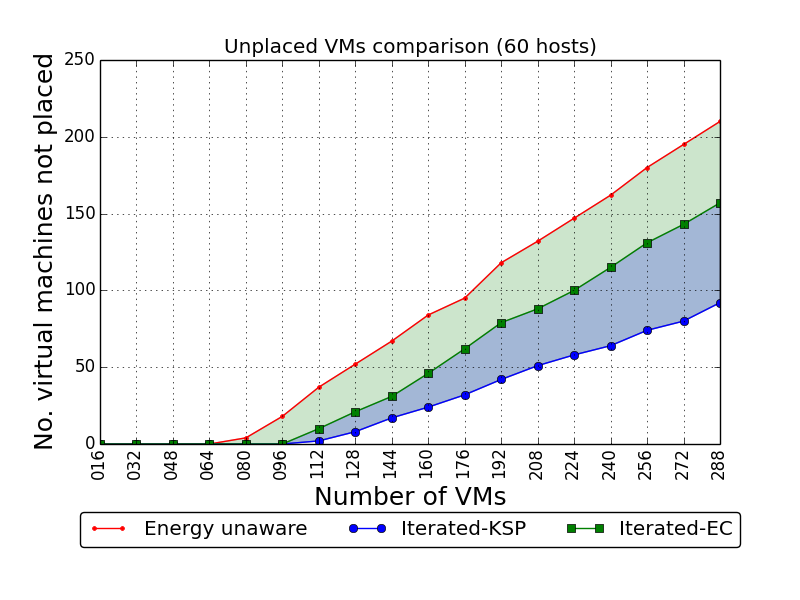 Unplaced VMs comparison (60 hosts)
No. virtual machines not placed
250
200
150
100
50
0
016 032 048 064 080 096 112 128 144 160 176 192 208 224 240 256 272 288
Number of VMs
Energy unaware Iterated-KSP Iterated-EC